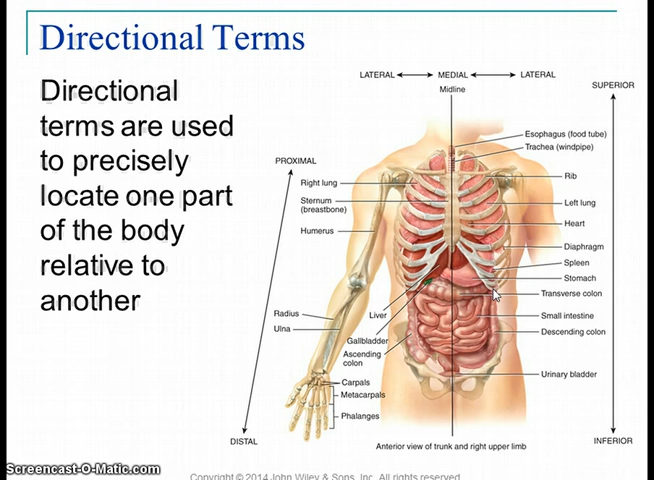 Directional Terms
Directional
terms are used
to precisely
locate one part
of the body
relative to
another
LATERAL MEDIAL LATERAL
Midline
SUPERIOR
PROXIMAL
Esophagus (food tube)
Trachea (windpipe)
Rib
Right lung
Sternum
(breastbone)
Humerus
Left lung
Heart
Diaphragm
Spleen
Stomach
Transverse colon
Radius
Ulna
Liver
Gallbladder
Ascending
colon
Small intestine
Descending colon
Carpals
Metacarpals
Phalanges
Urinary bladder
DISTAL
INFERIOR
Anterior view of trunk and right upper limb
Screencast-O-Matic.com
Copyright © 2014 John Wiley & Sons, Inc. All rights reserved.